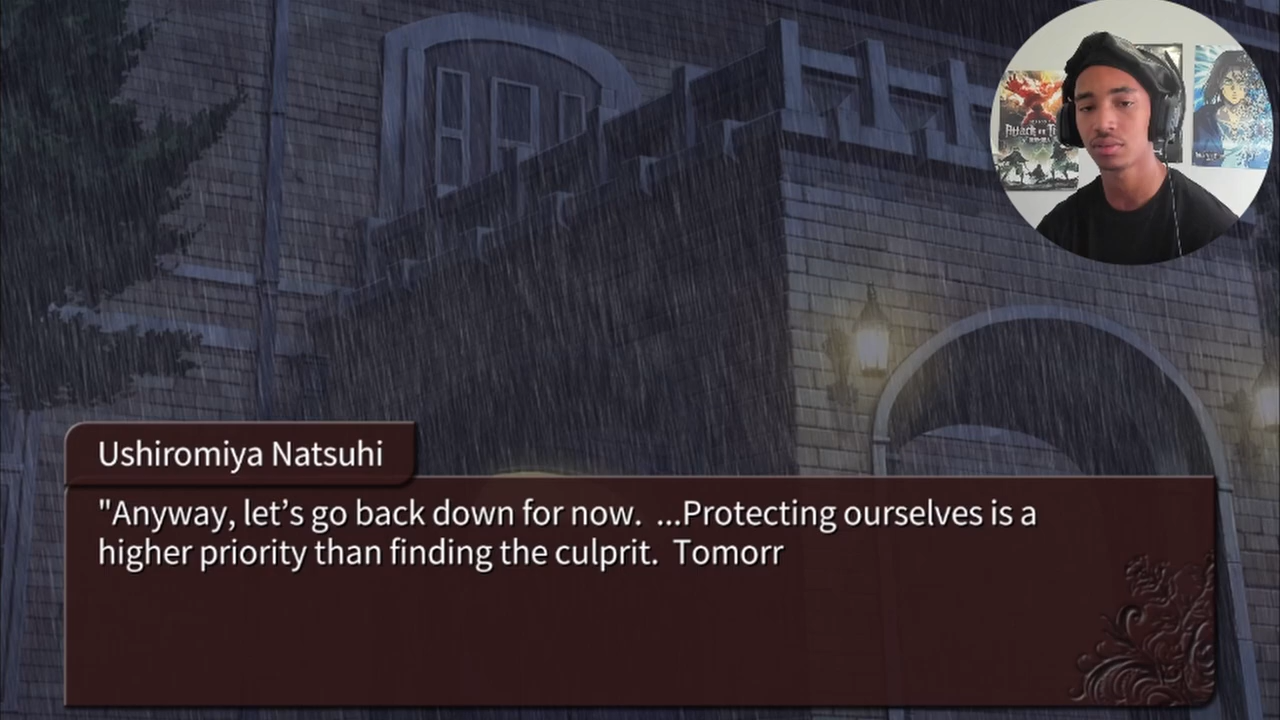 Ushiromiya Natsuhi
"Anyway, let’s go back down for now.  ...Protecting ourselves is a
higher priority than finding the culprit.  Tomorr